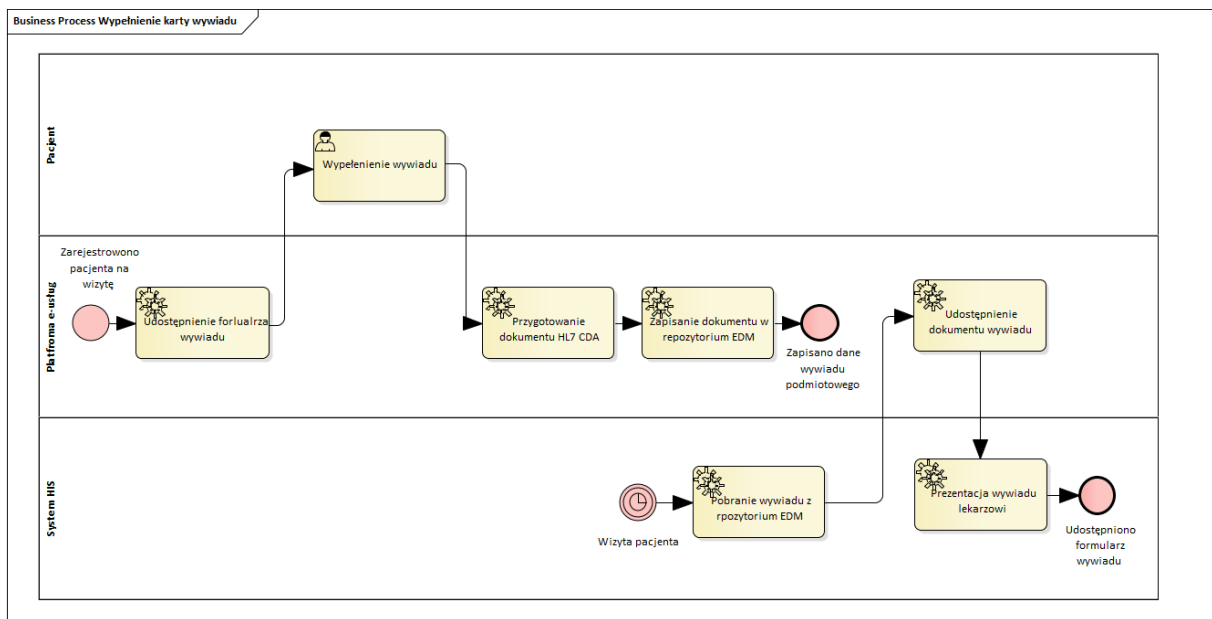 Business Process Wypełnienie karty wywiadu
Pacjent
Wypełenienie wywiadu
Platfroma e-usług
Zarejestrowono
pacjenta na
wizytę
Udostępnienie forlualrza
wywiadu
Przygotowanie
dokumentu HL7 CDA
Zapisanie dokumentu w
repozytorium EDM
Zapisano dane
wywiadu
podmiotowego
Udostępnienie
dokumentu wywiadu
System HIS
Wizyta pacjenta
Pobranie wywiadu z
rpozytorium EDM
Prezentacja wywiadu
lekarzowi
Udostępniono
formularz
wywiadu